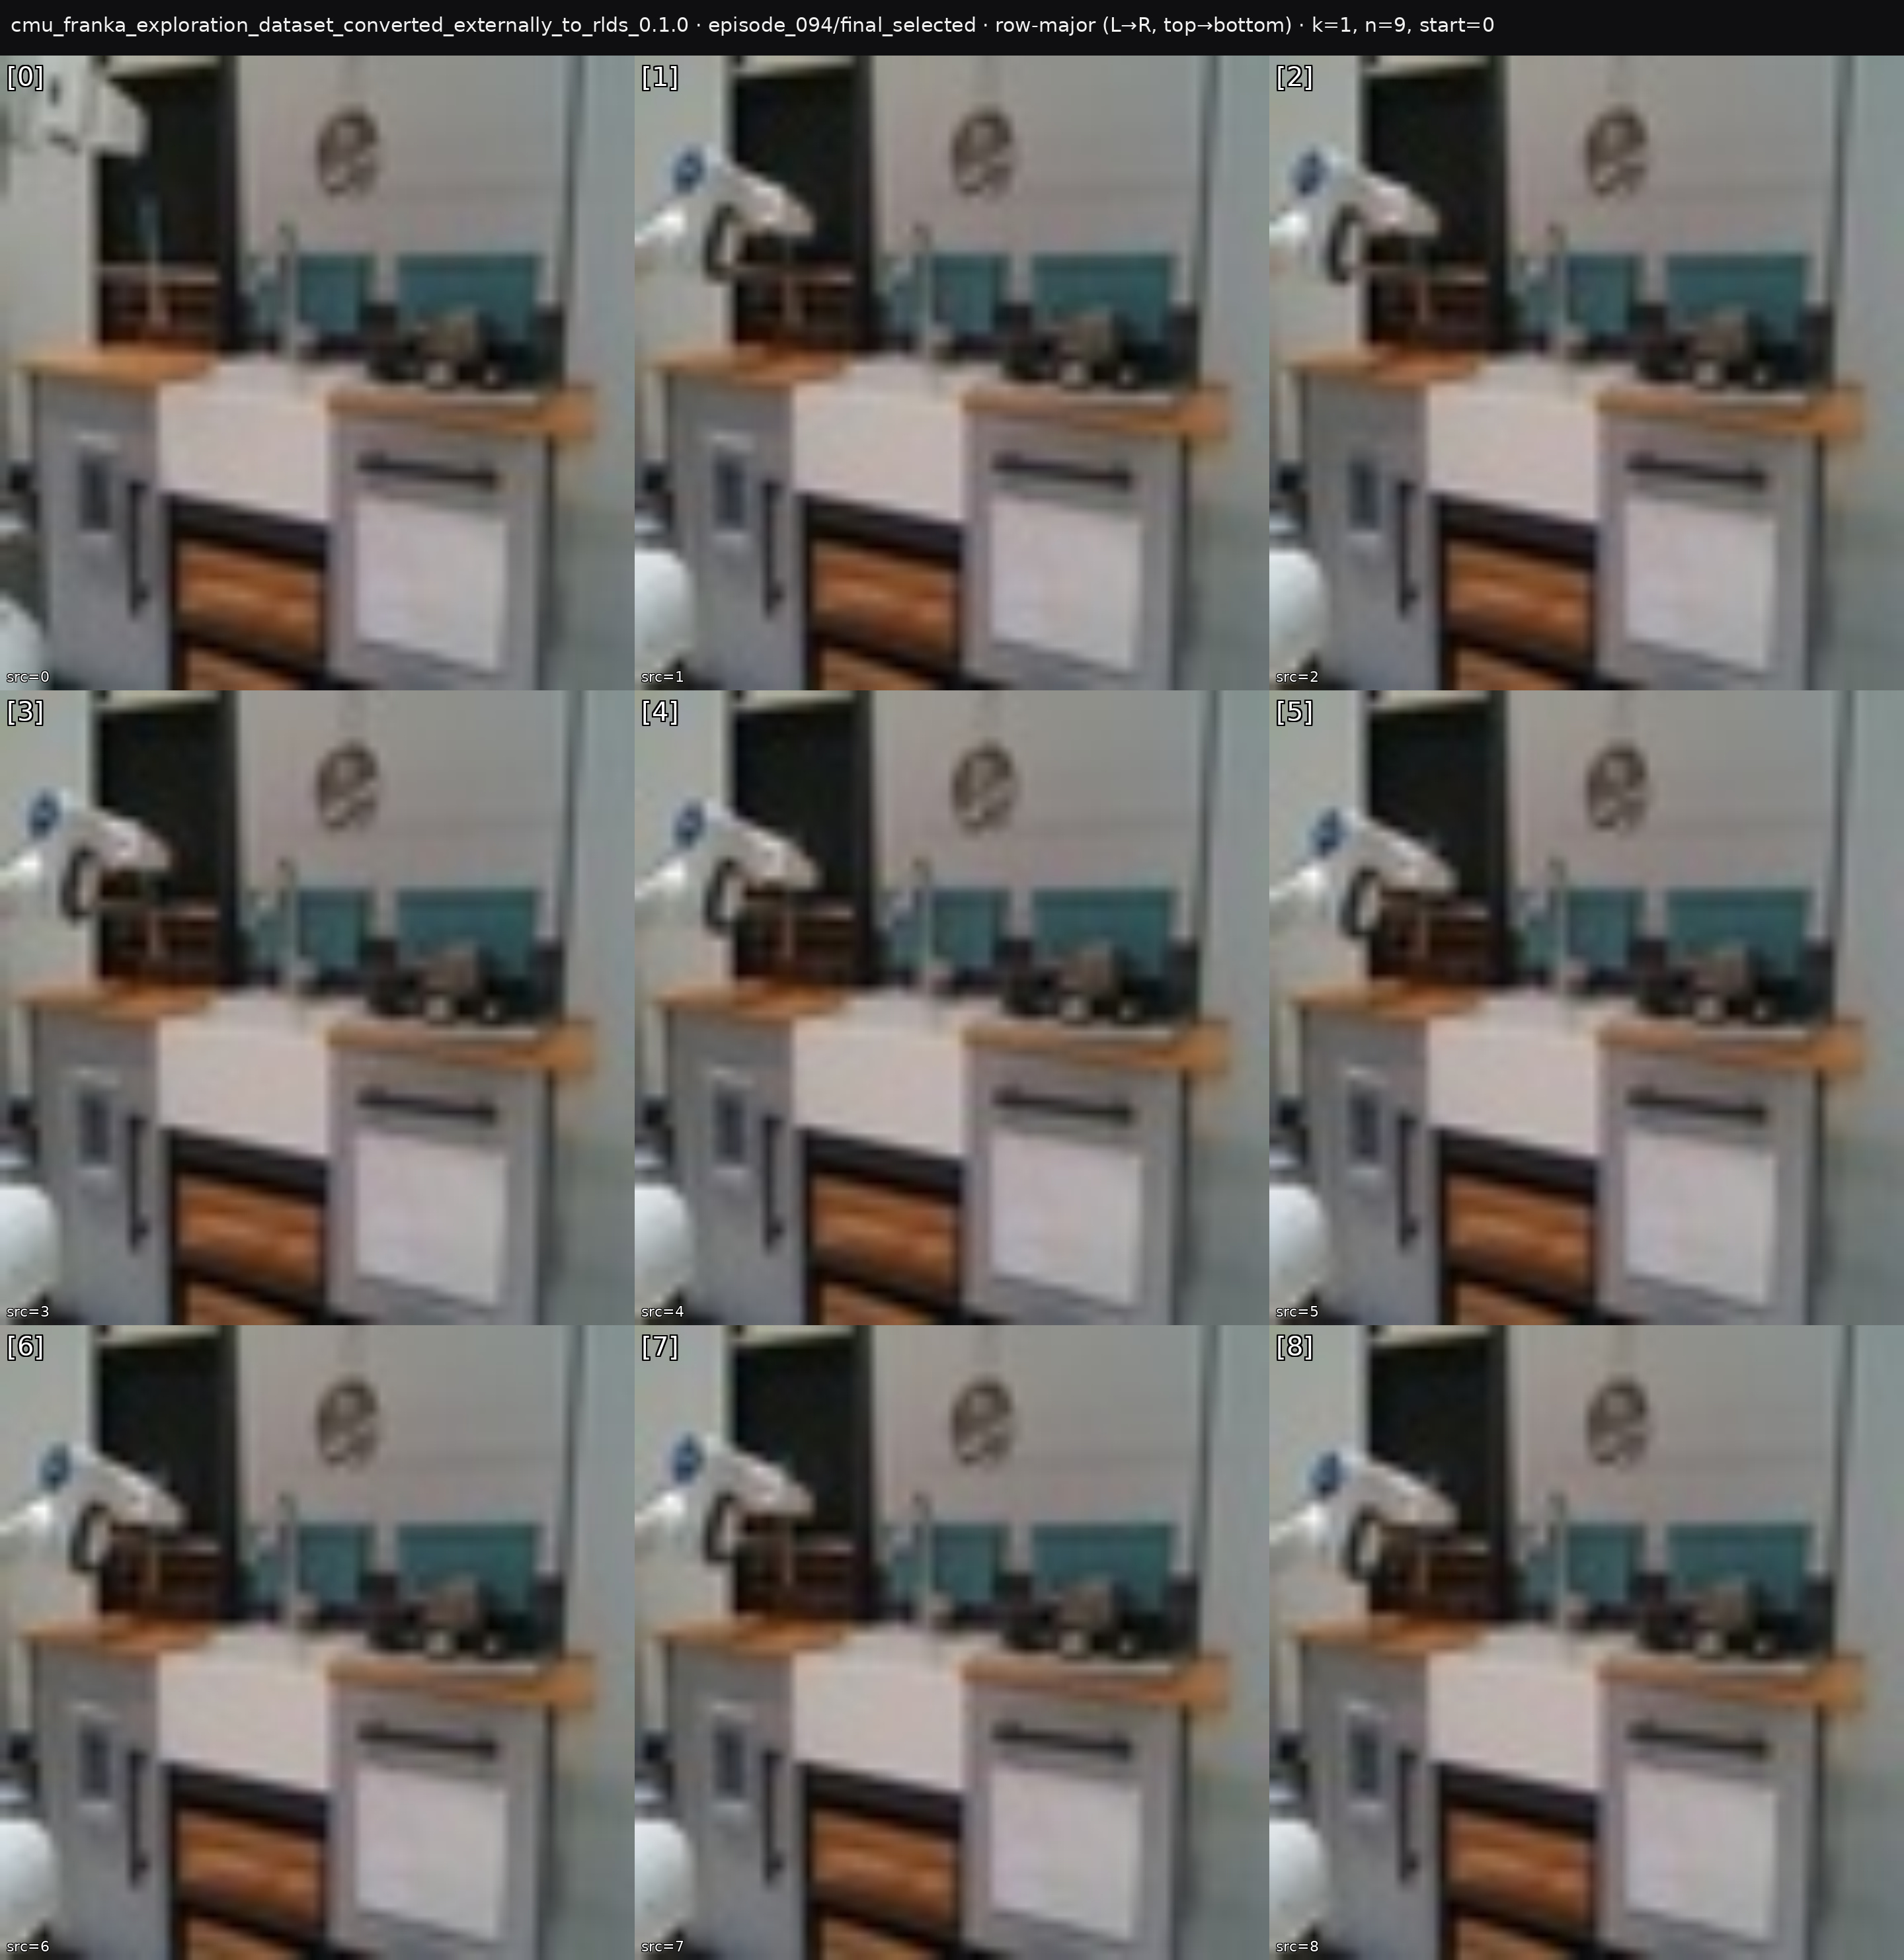 cmu_franka_exploration_dataset_converted_externally_to_rlds_0.1.0 · episode_094/final_selected · row-major (L→R, top→bottom) · k=1, n=9, start=0
[0]
[1]
[2]
src=0
src=1
src=2
[3]
[4]
[5]
src=3
src=4
src=5
[6]
[7]
[8]
src=6
src=7
src=8